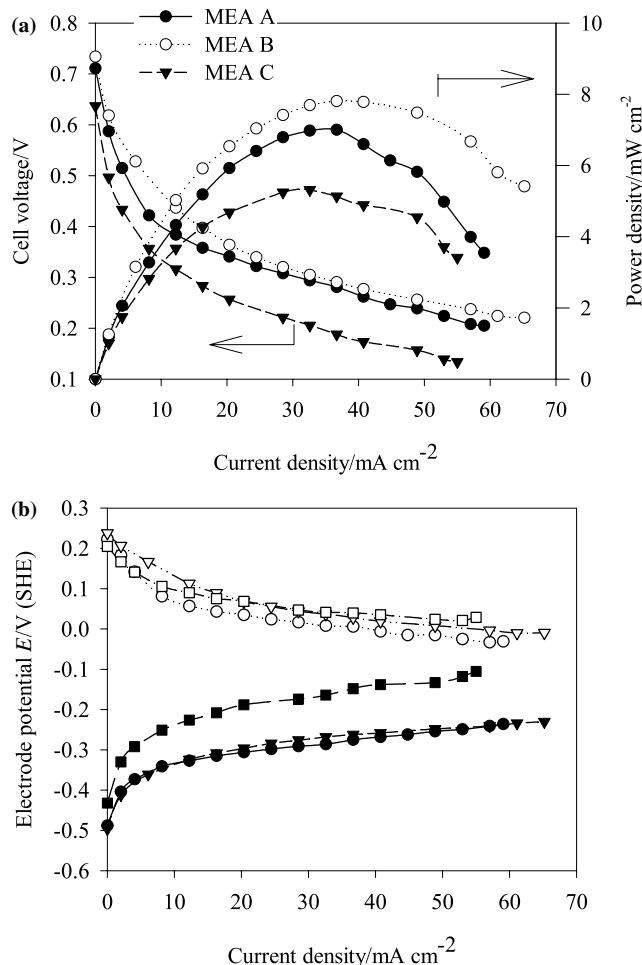 (a)
MEA A
MEA B
MEA C
0.8
0.7
0.6
0.5
0.4
0.3
0.2
0.1
Cell voltage/V
10
8
6
4
2
0
Power density/mW cm-2
0 10 20 30 40 50 60 70
Current density/mA cm-2
(b)
0.3
0.2
0.1
0.0
-0.1
-0.2
-0.3
-0.4
-0.5
-0.6
Electrode potential E/V (SHE)
0 10 20 30 40 50 60 70
Current density/mA cm-2